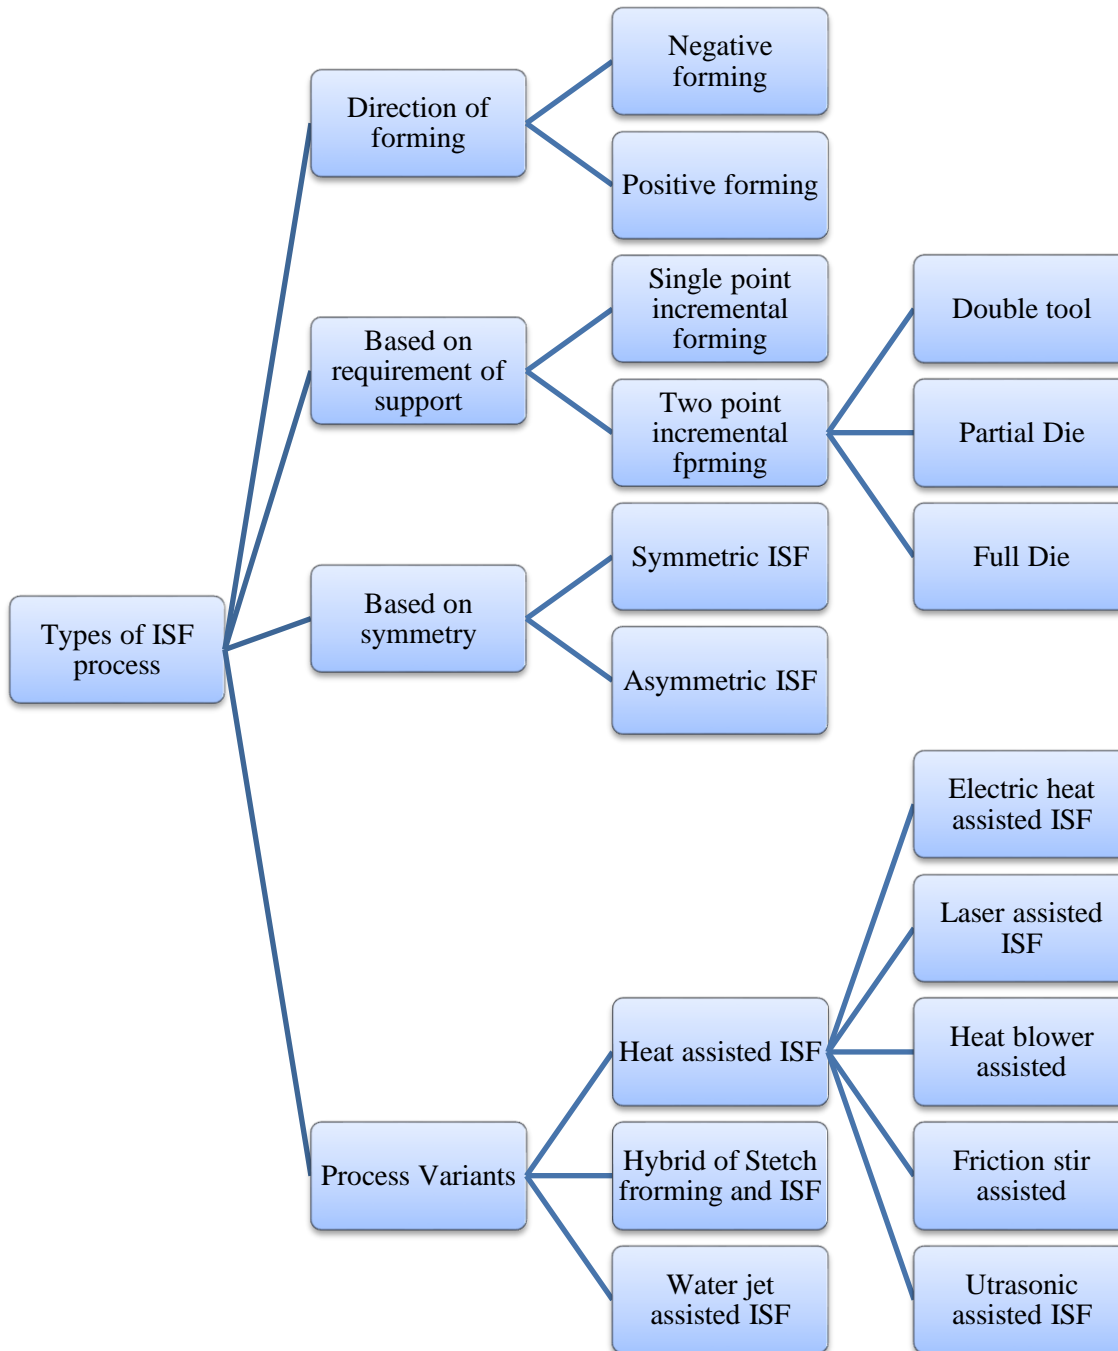 Types of ISF
process
Direction of
forming
Negative
forming
Positive forming
Based on
requirement of
support
Single point
incremental
forming
Two point
incremental
fprming
Double tool
Partial Die
Full Die
Based on
symmetry
Symmetric ISF
Asymmetric ISF
Process Variants
Heat assisted ISF
Electric heat
assisted ISF
Laser assisted
ISF
Heat blower
assisted
Friction stir
assisted
Utrasonic
assisted ISF
Hybrid of Stetch
frorming and ISF
Water jet
assisted ISF